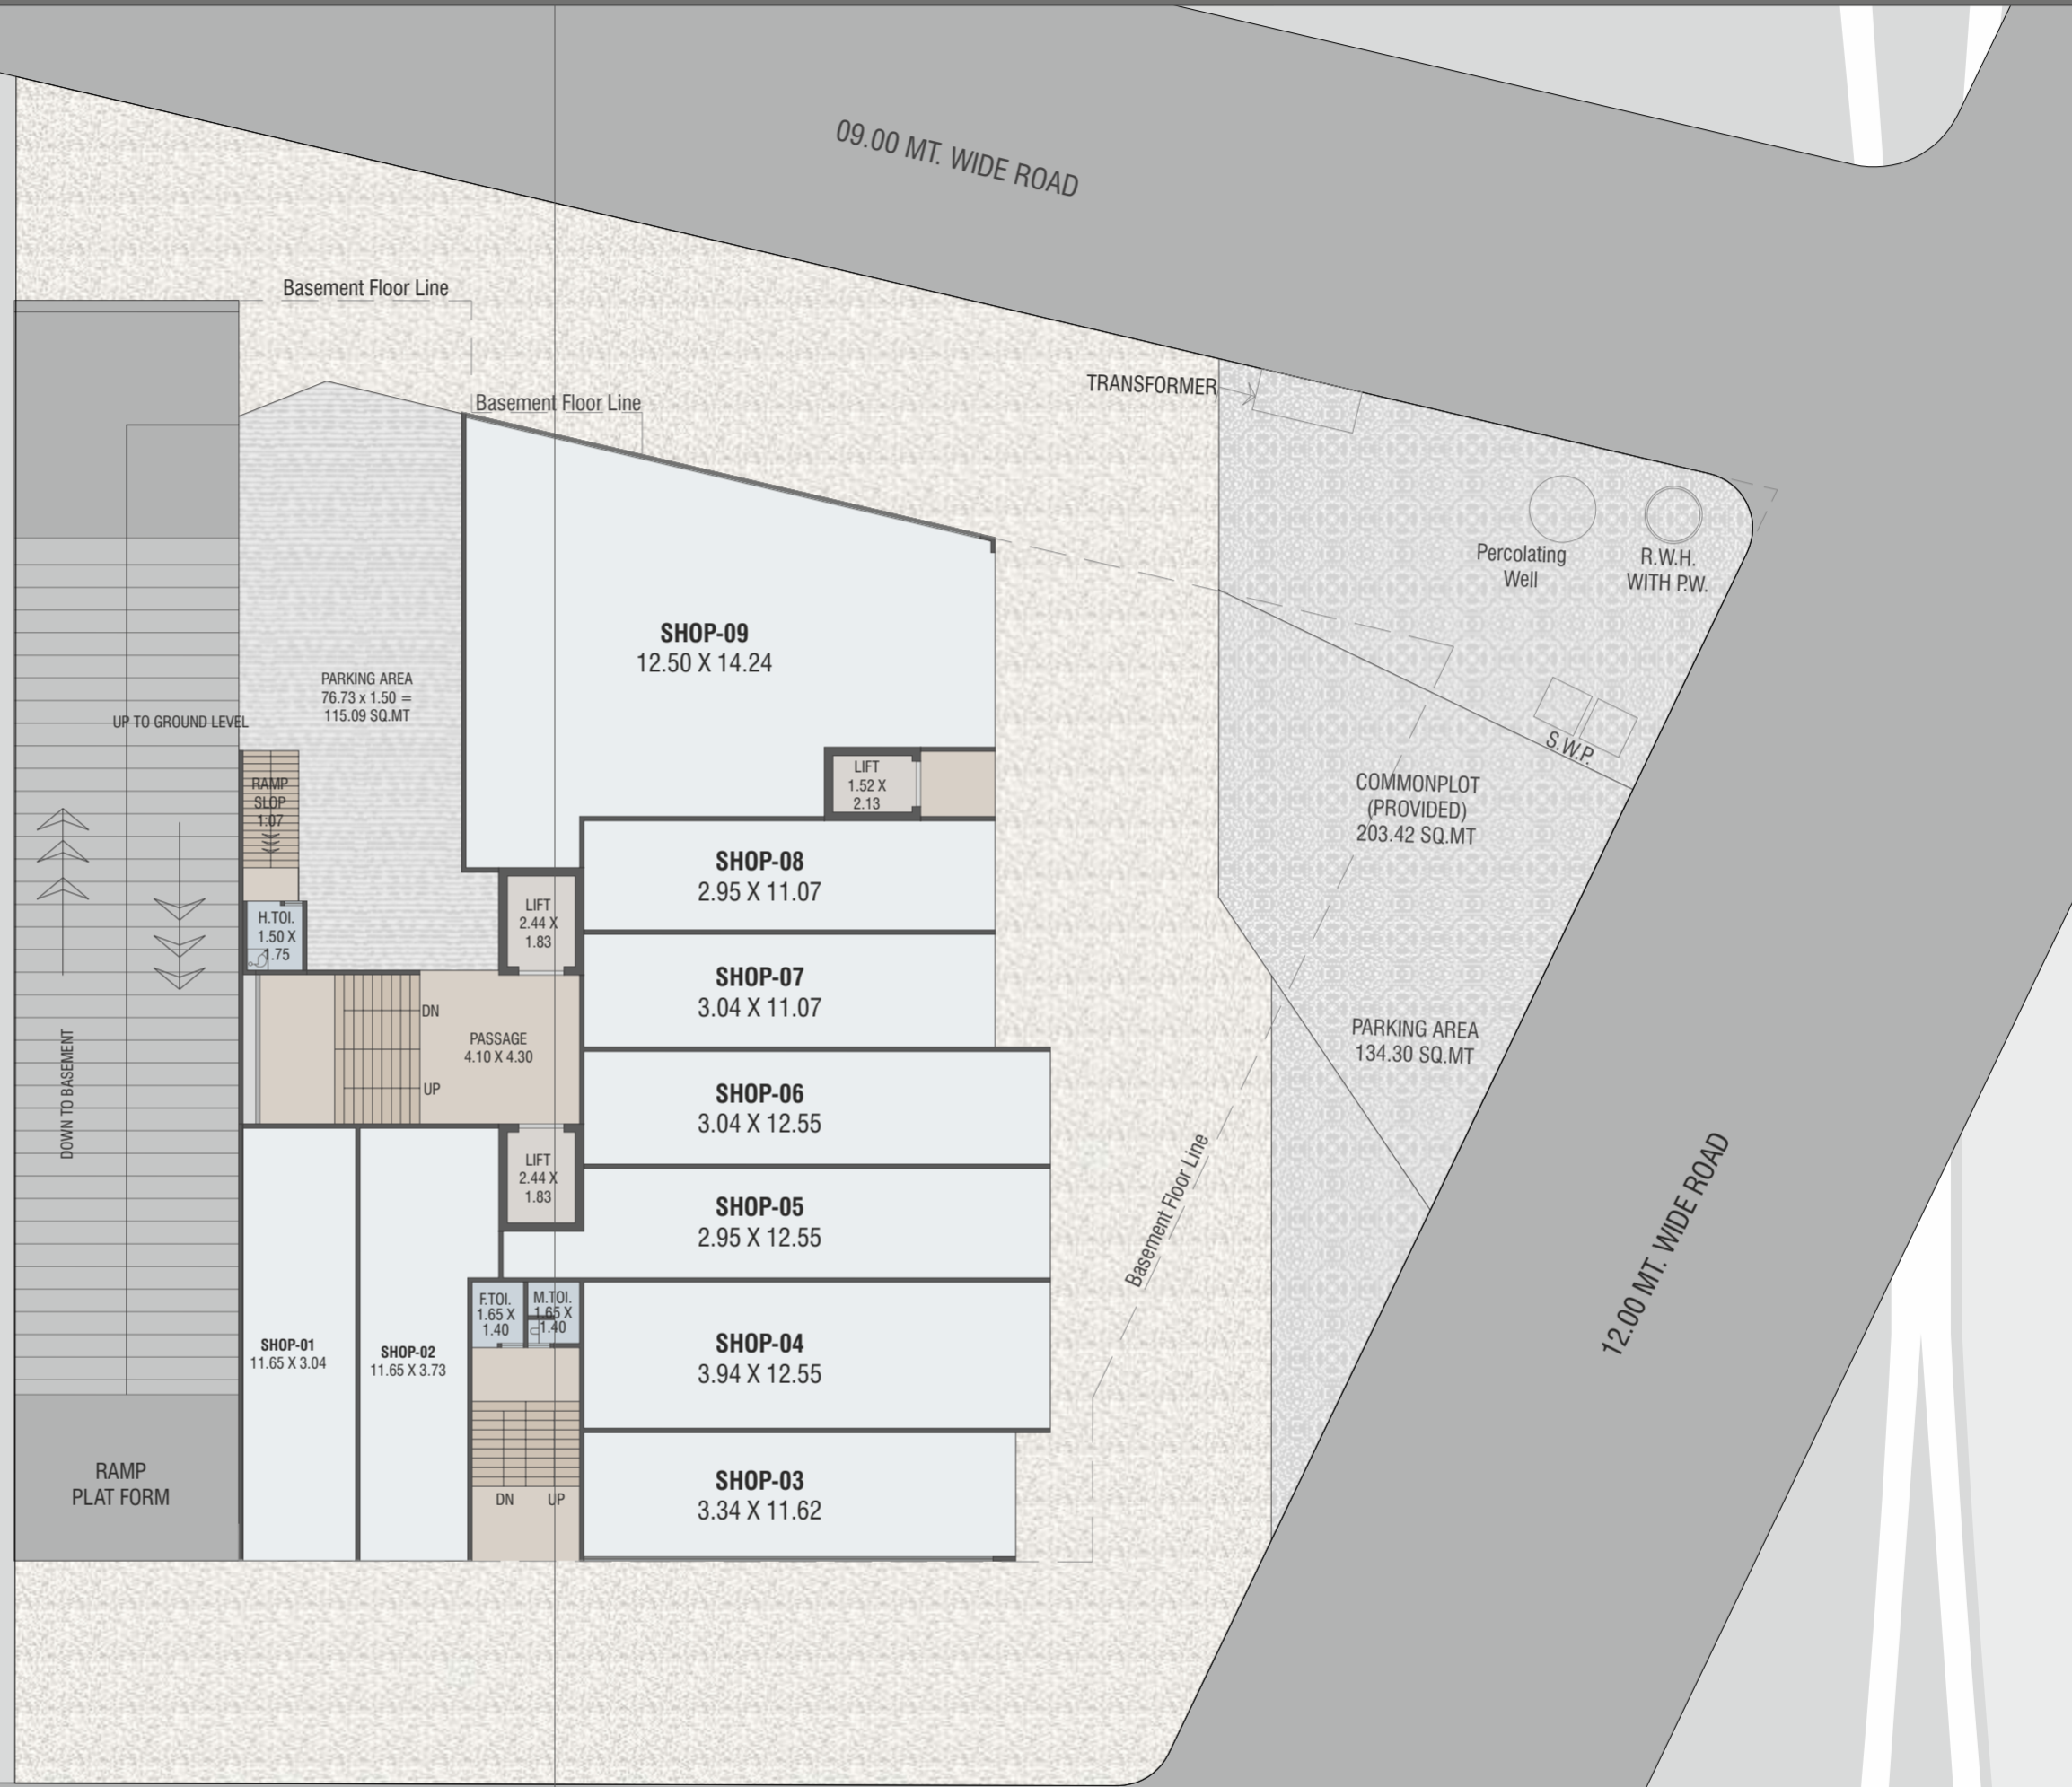 09.00 MT. WIDE ROAD
Basement Floor Line
Basement Floor Line
TRANSFORMER
Percolating
Well
R.W.H.
WITH P.W.
SHOP-09
12.50 X 14.24
PARKING AREA
76.73 x 1.50 =
115.09 SQ.MT
UP TO GROUND LEVEL
S.W.P.
LIFT
1.52 X
2.13
RAMP
SLOP
1:07
COMMONPLOT
(PROVIDED)
203.42 SQ.MT
SHOP-08
2.95 X 11.07
LIFT
2.44 X
1.83
H.TOI.
1.50 X
1.75
SHOP-07
3.04 X 11.07
DN
PASSAGE
4.10 X 4.30
UP
PARKING AREA
134.30 SQ.MT
DOWN TO BASEMENT
SHOP-06
3.04 X 12.55
LIFT
2.44 X
1.83
SHOP-05
2.95 X 12.55
Basement Floor Line
12.00 MT. WIDE ROAD
F.TOI.
1.65 X
1.40
M.TOI.
1.65 X
1.40
SHOP-01
11.65 X 3.04
SHOP-02
11.65 X 3.73
SHOP-04
3.94 X 12.55
RAMP
PLAT FORM
DN
UP
SHOP-03
3.34 X 11.62